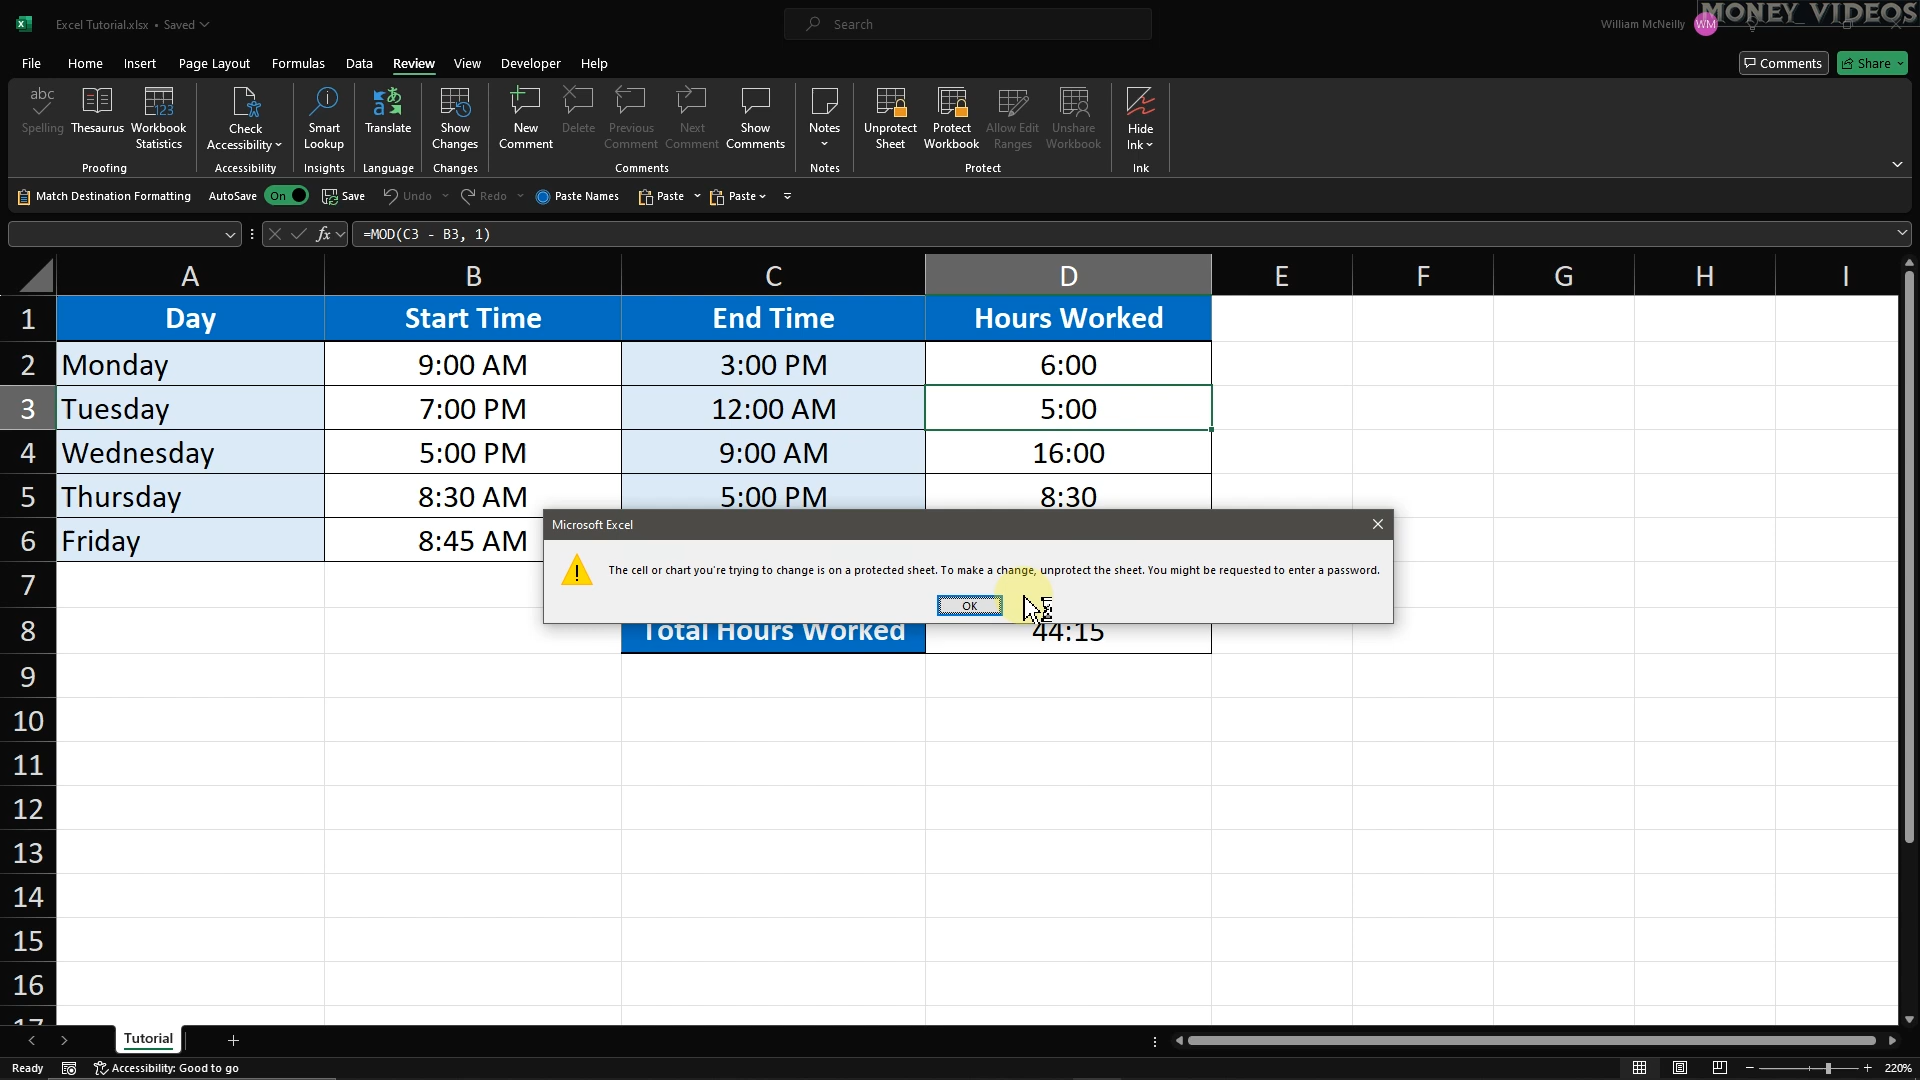 Excel Tutorial.xlsx • Saved
Search
William McNeilly
WM
MONEY VIDEOS
File Home Insert Page Layout Formulas Data Review View Developer Help
Comments
Share
abc
Spelling
Thesaurus
123
Workbook Statistics
Proofing
Check Accessibility
Accessibility
Smart Lookup
Insights
Translate
Language
Show Changes
Changes
New Comment
Delete
Previous Comment
Next Comment
Show Comments
Comments
Notes
Notes
Unprotect Sheet
Protect Workbook
Allow Edit Ranges
Unshare Workbook
Protect
Hide Ink
Ink
Match Destination Formatting AutoSave On Save Undo Redo Paste Names Paste Paste
fx =MOD(C3 - B3, 1)
A B C D E F G H I
1 Day Start Time End Time Hours Worked
2 Monday 9:00 AM 3:00 PM 6:00
3 Tuesday 7:00 PM 12:00 AM 5:00
4 Wednesday 5:00 PM 9:00 AM 16:00
5 Thursday 8:30 AM 5:00 PM 8:30
6 Friday 8:45 AM
Microsoft Excel
The cell or chart you're trying to change is on a protected sheet. To make a change, unprotect the sheet. You might be requested to enter a password.
OK
7
8 Total Hours Worked 44:15
9
10
11
12
13
14
15
16
17
Tutorial
Ready
Accessibility: Good to go
220%